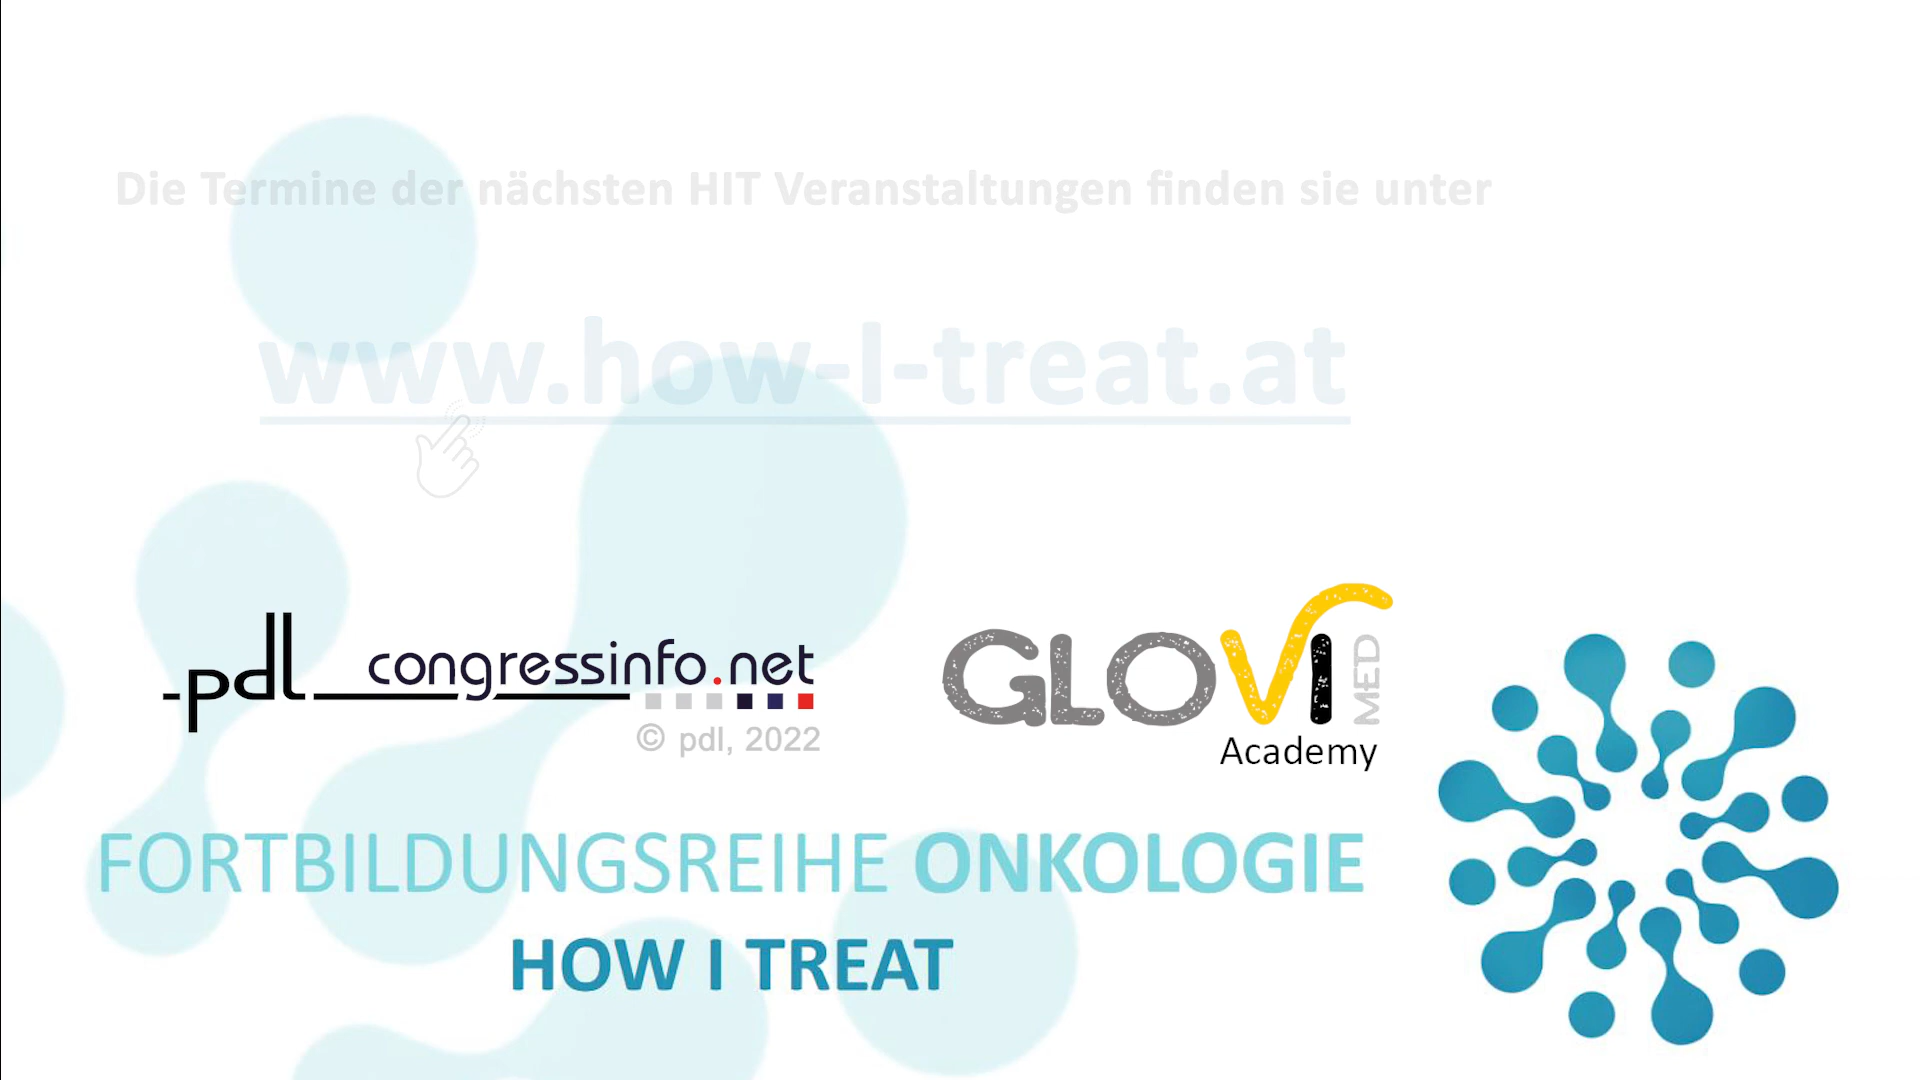 Die Termine der nächsten HIT Veranstaltungen finden sie unter
www.how-I-treat.at
pdl congressinfo.net
© pdl, 2022
GLOVI MED
Academy
FORTBILDUNGSREIHE ONKOLOGIE
HOW I TREAT